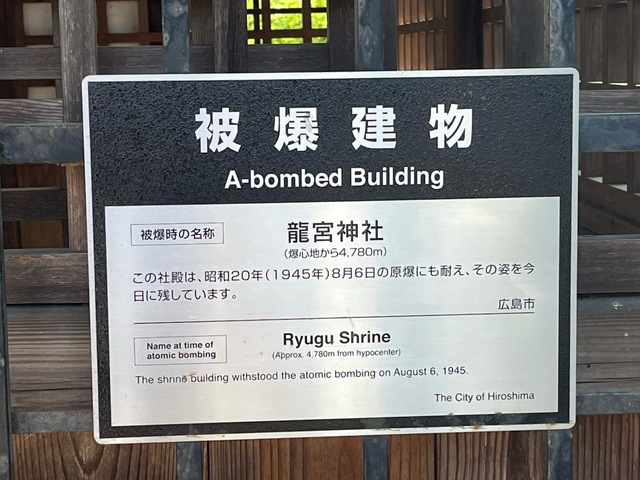 被爆建物
A-bombed Building
被爆時の名称
龍宮神社
(爆心地から4,780m)
この社殿は、昭和20年(1945年)8月6日の原爆にも耐え、その姿を今
日に残しています。
広島市
Name at time of
atomic bombing
Ryugu Shrine
(Approx. 4,780m from hypocenter)
The shrine building withstood the atomic bombing on August 6, 1945.
The City of Hiroshima